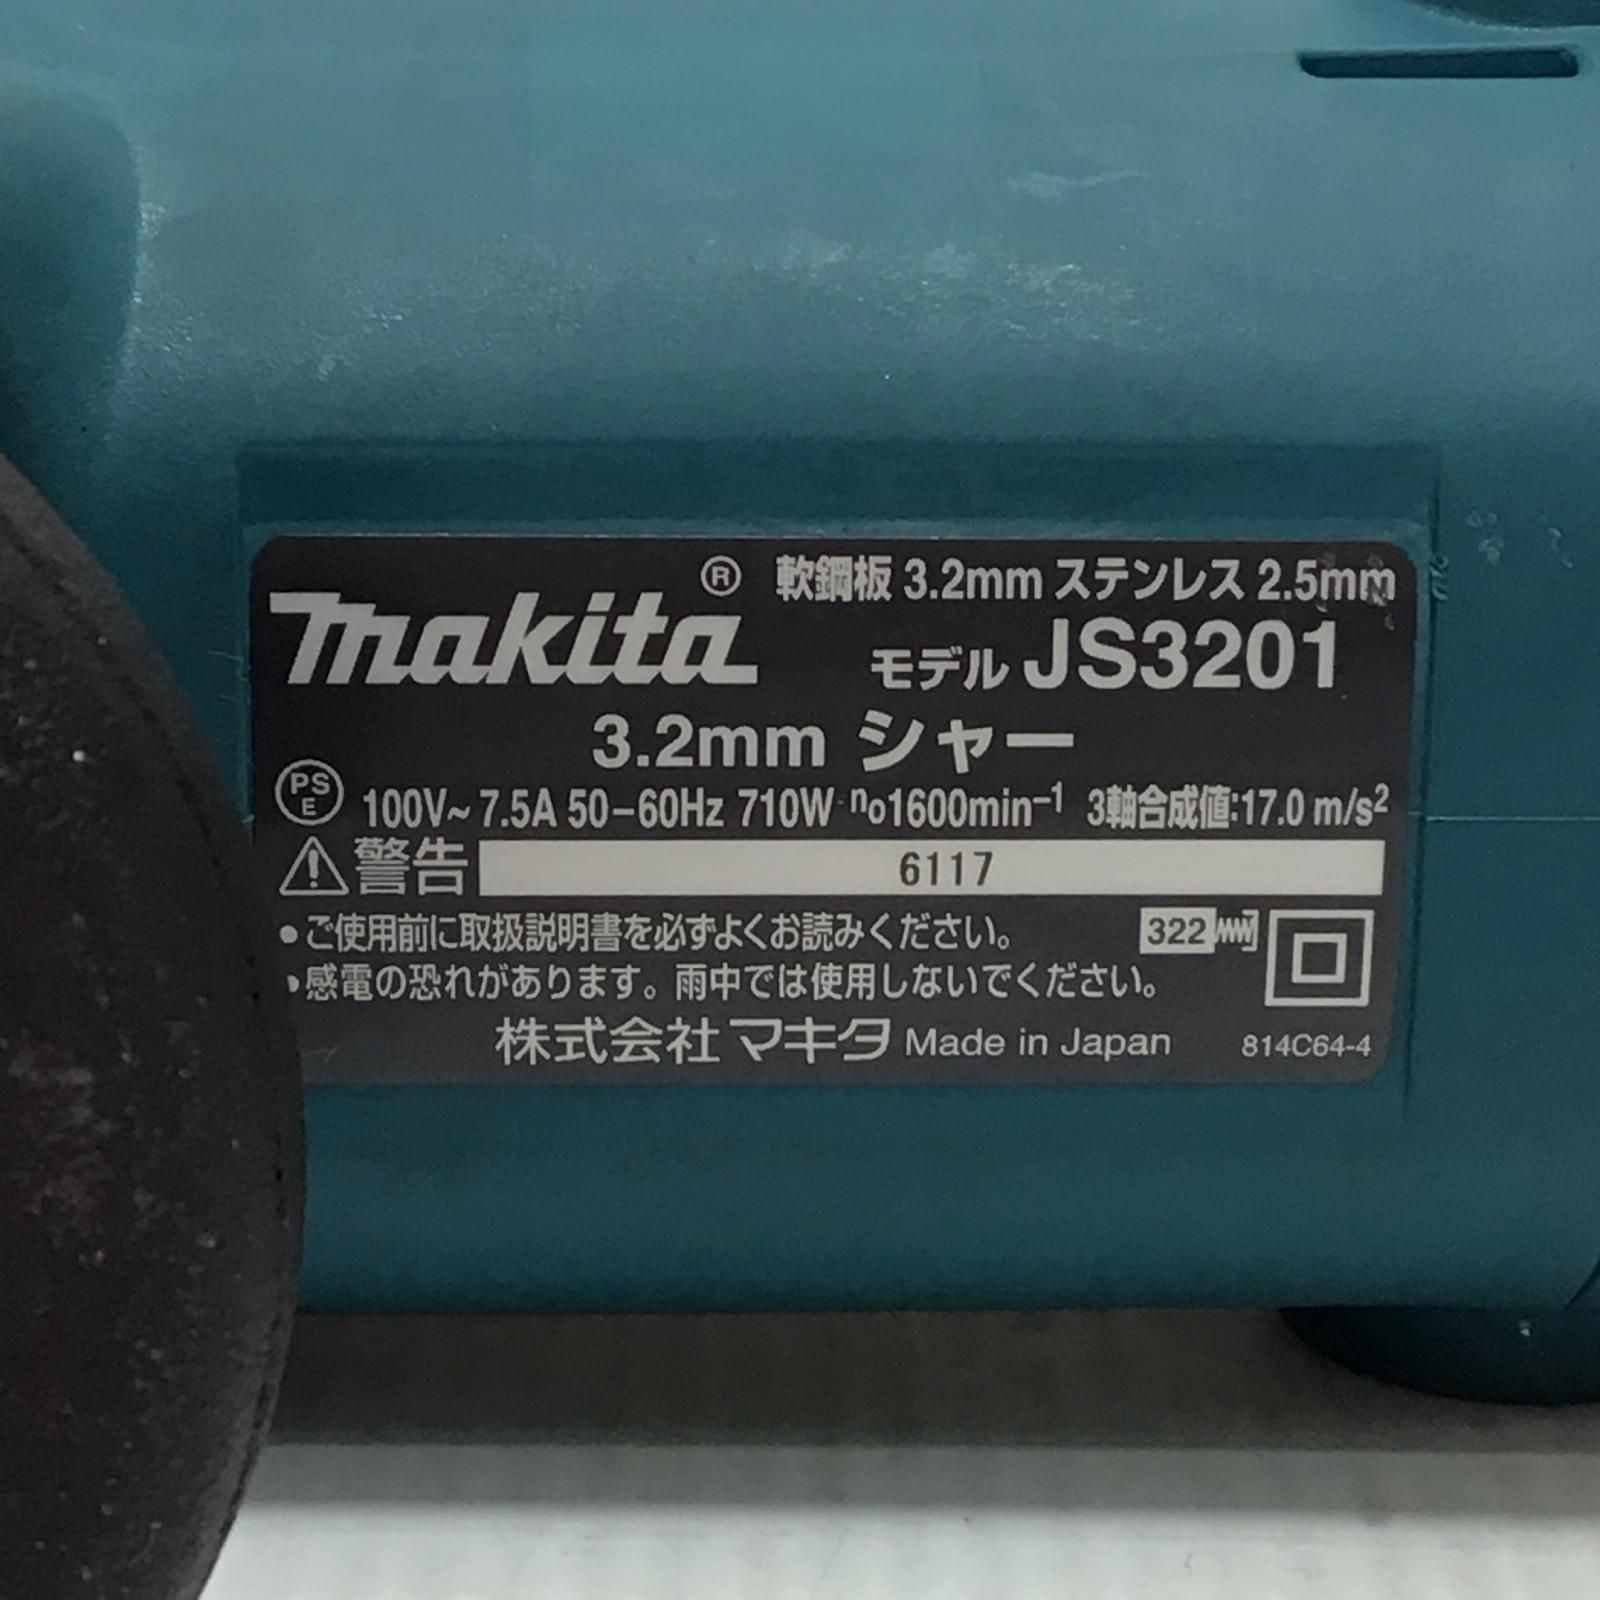 軟鋼板 3.2mm ステンレス 2.5mm
makita® モデル JS3201
3.2mm シャー
PS E 100V~ 7.5A 50-60Hz 710W n₀1600min⁻¹ 3軸合成値:17.0 m/s²
⚠警告 6117
•ご使用前に取扱説明書を必ずよくお読みください。 322
•感電の恐れがあります。雨中では使用しないでください。
株式会社マキタ Made in Japan 814C64-4